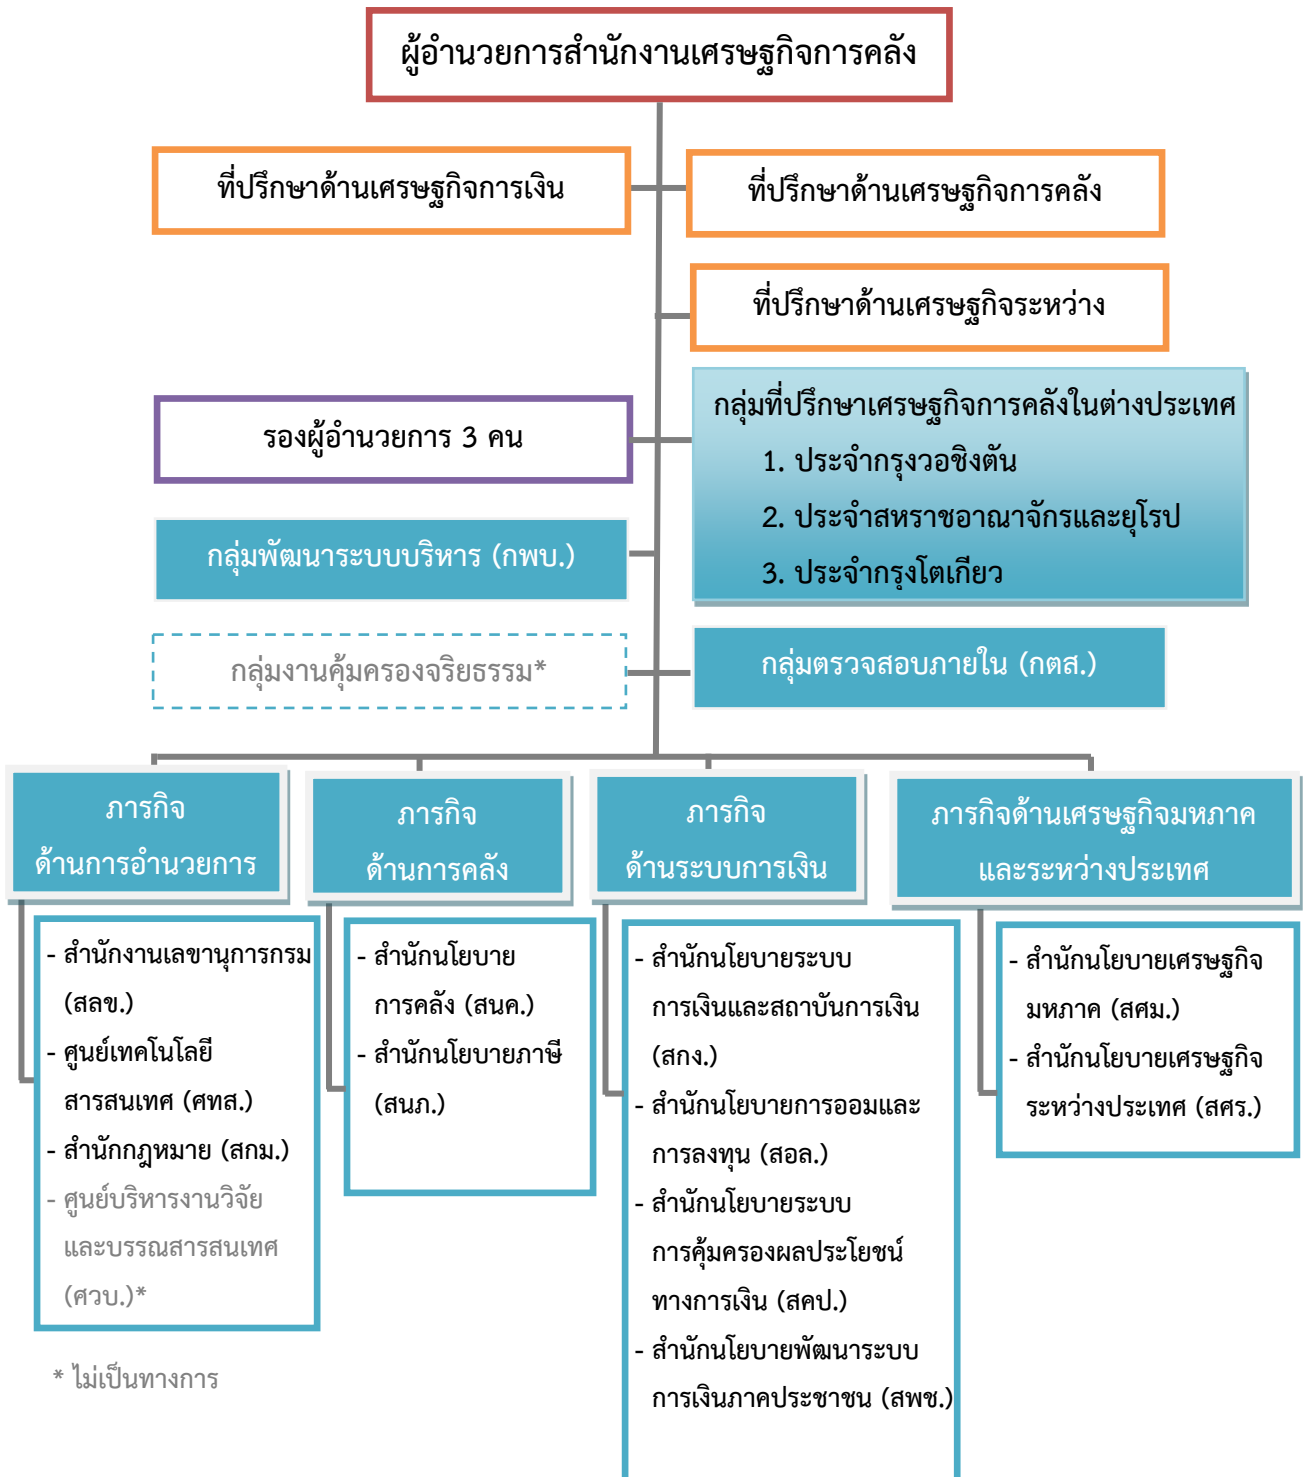 ผู้อำนวยการสำนักงานเศรษฐกิจการคลัง
ที่ปรึกษาด้านเศรษฐกิจการเงิน
ที่ปรึกษาด้านเศรษฐกิจการคลัง
ที่ปรึกษาด้านเศรษฐกิจระหว่าง
รองผู้อำนวยการ 3 คน
กลุ่มที่ปรึกษาเศรษฐกิจการคลังในต่างประเทศ
1. ประจำกรุงวอชิงตัน
2. ประจำสหราชอาณาจักรและยุโรป
3. ประจำกรุงโตเกียว
กลุ่มพัฒนาระบบบริหาร (กพบ.)
กลุ่มงานคุ้มครองจริยธรรม*
กลุ่มตรวจสอบภายใน (กตส.)
ภารกิจ
ด้านการอำนวยการ
- สำนักงานเลขานุการกรม
(สลข.)
- ศูนย์เทคโนโลยี
สารสนเทศ (ศทส.)
- สำนักกฎหมาย (สกม.)
- ศูนย์บริหารงานวิจัย
และบรรณสารสนเทศ
(ศวบ.)*
ภารกิจ
ด้านการคลัง
- สำนักนโยบาย
การคลัง (สนค.)
- สำนักนโยบายภาษี
(สนภ.)
ภารกิจ
ด้านระบบการเงิน
- สำนักนโยบายระบบ
การเงินและสถาบันการเงิน
(สกง.)
- สำนักนโยบายการออมและ
การลงทุน (สอล.)
- สำนักนโยบายระบบ
การคุ้มครองผลประโยชน์
ทางการเงิน (สคป.)
- สำนักนโยบายพัฒนาระบบ
การเงินภาคประชาชน (สพช.)
ภารกิจด้านเศรษฐกิจมหภาค
และระหว่างประเทศ
- สำนักนโยบายเศรษฐกิจ
มหภาค (สศม.)
- สำนักนโยบายเศรษฐกิจ
ระหว่างประเทศ (สศร.)
* ไม่เป็นทางการ